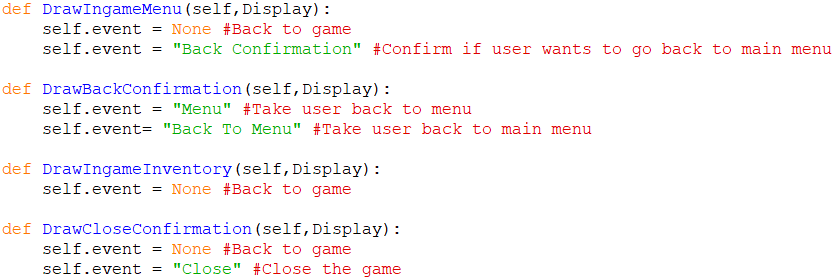 def DrawIngameMenu(self,Display):
    self.event = None #Back to game
    self.event = "Back Confirmation" #Confirm if user wants to go back to main menu

def DrawBackConfirmation(self,Display):
    self.event = "Menu" #Take user back to menu
    self.event= "Back To Menu" #Take user back to main menu

def DrawIngameInventory(self,Display):
    self.event = None #Back to game

def DrawCloseConfirmation(self,Display):
    self.event = None #Back to game
    self.event = "Close" #Close the game